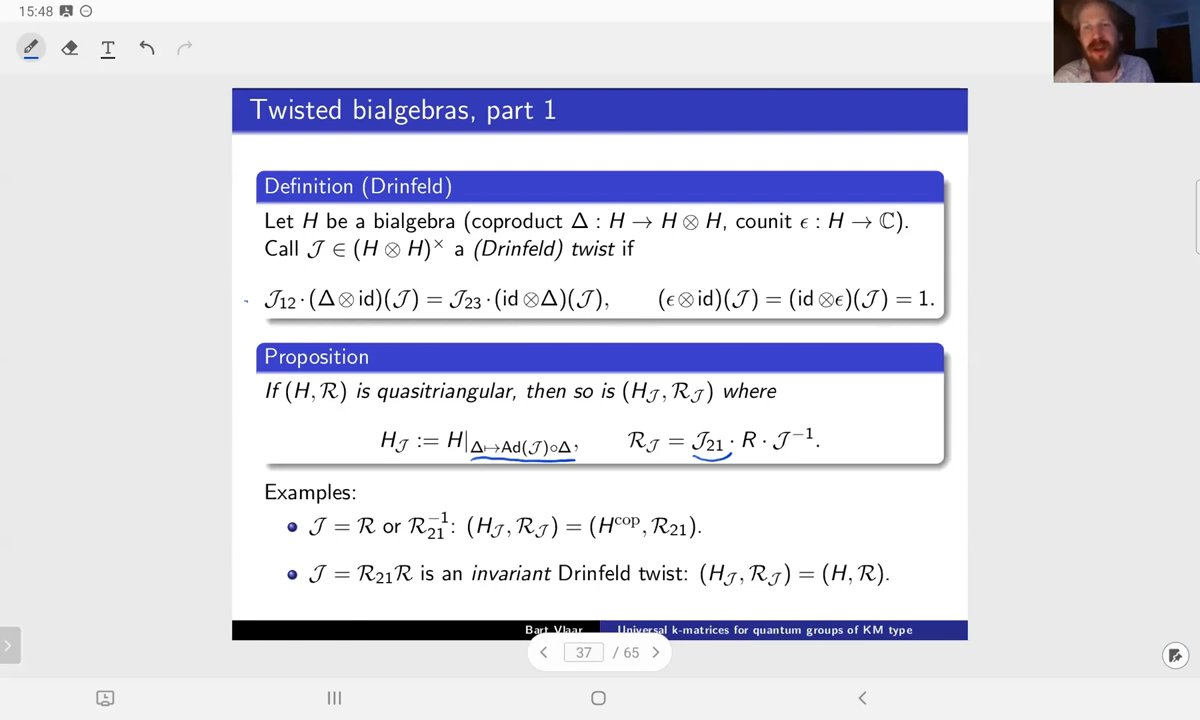 15:48
T
Twisted bialgebras, part 1
Definition (Drinfeld)
Let H be a bialgebra (coproduct Δ : H → H ⊗ H, counit ϵ : H → ℂ).
Call 𝒥 ∈ (H ⊗ H)^× a (Drinfeld) twist if
𝒥₁₂ · (Δ ⊗ id)(𝒥) = 𝒥₂₃ · (id ⊗ Δ)(𝒥), (ϵ ⊗ id)(𝒥) = (id ⊗ ϵ)(𝒥) = 1.
Proposition
If (H, ℛ) is quasitriangular, then so is (H_𝒥, ℛ_𝒥) where
H_𝒥 := H|_{Δ↦Ad(𝒥)∘Δ}, ℛ_𝒥 = 𝒥₂₁ · R · 𝒥⁻¹.
Examples:
• 𝒥 = ℛ or ℛ₂₁⁻¹: (H_𝒥, ℛ_𝒥) = (H^cop, ℛ₂₁).
• 𝒥 = ℛ₂₁ℛ is an invariant Drinfeld twist: (H_𝒥, ℛ_𝒥) = (H, ℛ).
Bart Vlaar Universal k-matrices for quantum groups of KM type
37 / 65